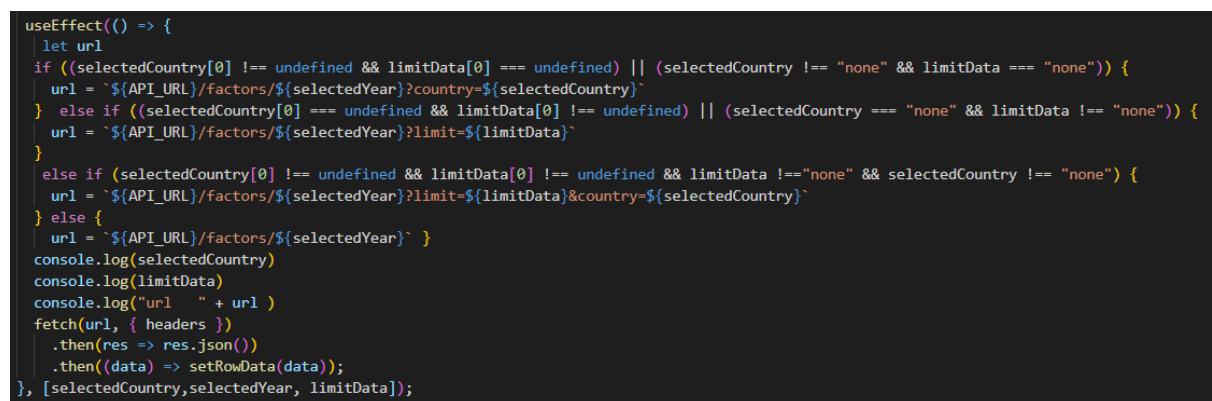 useEffect(() => {
let url
if ((selectedCountry[0] !== undefined && limitData[0] === undefined) || (selectedCountry !== "none" && limitData === "none")) {
url = `${API_URL}/factors/${selectedYear}?country=${selectedCountry}`
}  else if ((selectedCountry[0] === undefined && limitData[0] !== undefined) || (selectedCountry === "none" && limitData !== "none")) {
url = `${API_URL}/factors/${selectedYear}?limit=${limitData}`
}
else if (selectedCountry[0] !== undefined && limitData[0] !== undefined && limitData !=="none" && selectedCountry !== "none") {
url = `${API_URL}/factors/${selectedYear}?limit=${limitData}&country=${selectedCountry}`
} else {
url = `${API_URL}/factors/${selectedYear}` }
console.log(selectedCountry)
console.log(limitData)
console.log("url   " + url )
fetch(url, { headers })
.then(res => res.json())
.then((data) => setRowData(data));
}, [selectedCountry,selectedYear, limitData]);